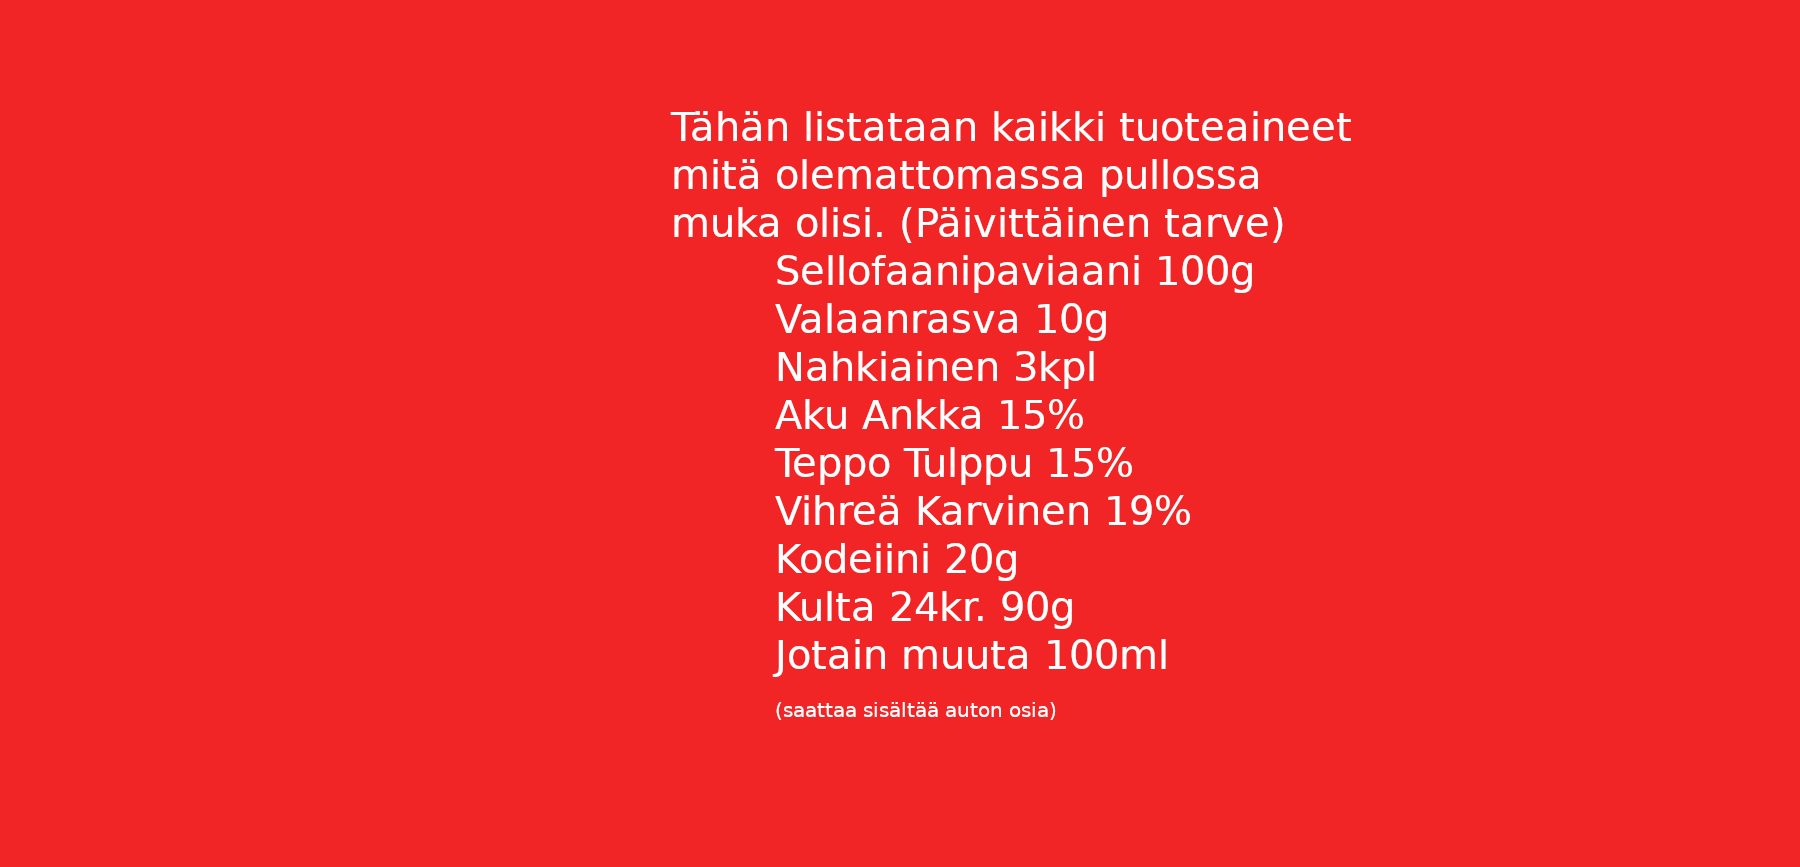 Tähän listataan kaikki tuoteaineet
mitä olemattomassa pullossa
muka olisi. (Päivittäinen tarve)
Sellofaanipaviaani 100g
Valaanrasva 10g
Nahkiainen 3kpl
Aku Ankka 15%
Teppo Tulppu 15%
Vihreä Karvinen 19%
Kodeiini 20g
Kulta 24kr. 90g
Jotain muuta 100ml
(saattaa sisältää auton osia)